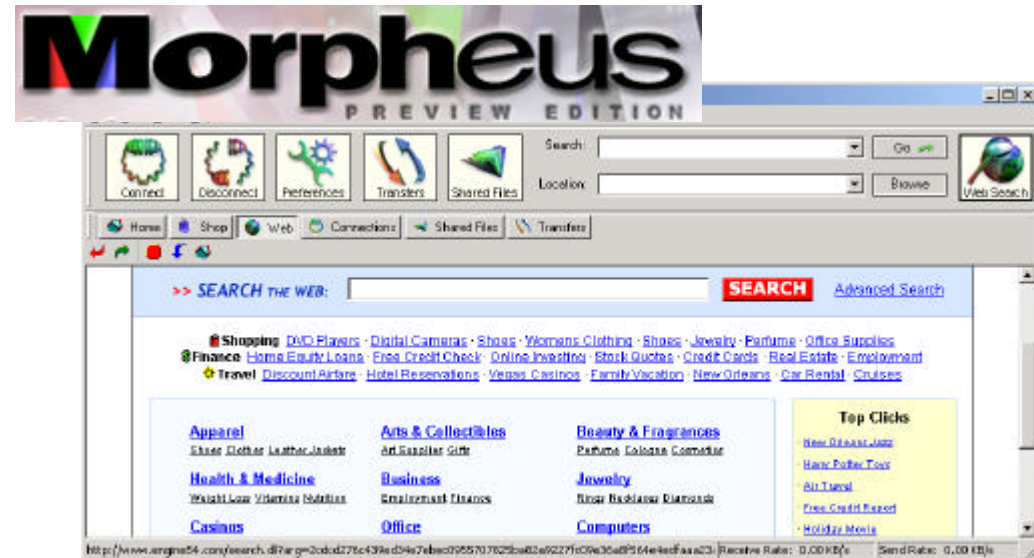 Morpheus
PREVIEW EDITION
Connect
Disconnect
Preferences
Transfers
Shared Files
Search:
Go
Location:
Browse
Web Search
Home Shop Web Connections Shared Files Transfers
>> SEARCH THE WEB: SEARCH Advanced Search
Shopping DVD Players · Digital Cameras · Shoes · Womens Clothing · Shoes · Jewelry · Perfume · Office Supplies
Finance Home Equity Loans · Free Credit Check · Online Investing · Stock Quotes · Credit Cards · Real Estate · Employment
Travel Discount Airfare · Hotel Reservations · Vegas Casinos · Family Vacation · New Orleans · Car Rental · Cruises
Apparel
Shoes Clothes Leather Jackets
Arts & Collectibles
Art Supplies Gifts
Beauty & Fragrances
Perfume Cologne Cosmetics
Health & Medicine
Weight Loss Vitamins Nutrition
Business
Employment Finance
Jewelry
Rings Necklaces Diamonds
Casinos
Office
Computers
Top Clicks
· New Orleans Jazz
· Harry Potter Toys
· Air Travel
· Free Credit Report
· Holiday Movie
Receive Rate: 0.00 KB/s Send Rate: 0.00 KB/s